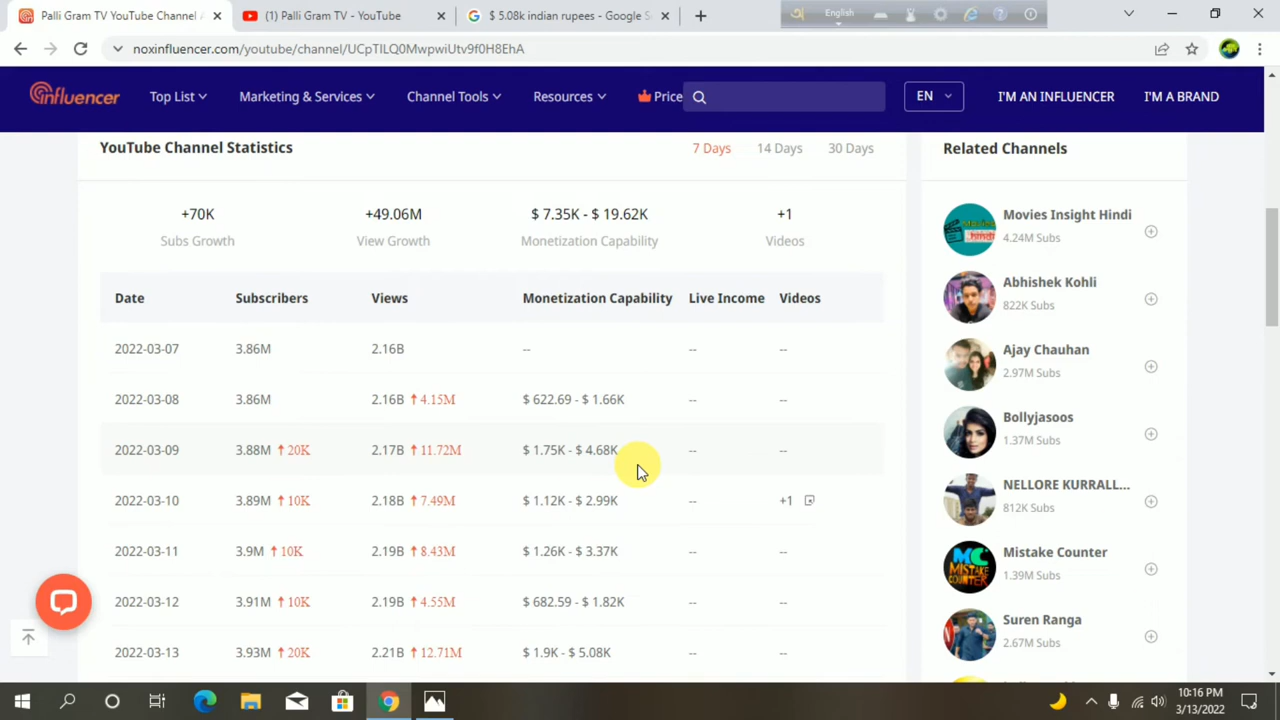 Palli Gram TV YouTube Channel A
(1) Palli Gram TV - YouTube
$ 5.08k indian rupees - Google S
English
noxinfluencer.com/youtube/channel/UCpTILQ0MwpwiUtv9f0H8EhA
influencer
Top List
Marketing & Services
Channel Tools
Resources
Price
EN
I'M AN INFLUENCER
I'M A BRAND
YouTube Channel Statistics
7 Days
14 Days
30 Days
Related Channels
+70K
+49.06M
$ 7.35K - $ 19.62K
+1
Subs Growth
View Growth
Monetization Capability
Videos
Date
Subscribers
Views
Monetization Capability
Live Income
Videos
2022-03-07 3.86M 2.16B -- -- --
2022-03-08 3.86M 2.16B ↑ 4.15M $ 622.69 - $ 1.66K -- --
2022-03-09 3.88M ↑ 20K 2.17B ↑ 11.72M $ 1.75K - $ 4.68K -- --
2022-03-10 3.89M ↑ 10K 2.18B ↑ 7.49M $ 1.12K - $ 2.99K -- +1
2022-03-11 3.9M ↑ 10K 2.19B ↑ 8.43M $ 1.26K - $ 3.37K -- --
2022-03-12 3.91M ↑ 10K 2.19B ↑ 4.55M $ 682.59 - $ 1.82K -- --
2022-03-13 3.93M ↑ 20K 2.21B ↑ 12.71M $ 1.9K - $ 5.08K -- --
Movies Insight Hindi
4.24M Subs
Abhishek Kohli
822K Subs
Ajay Chauhan
2.97M Subs
Bollyjasoos
1.37M Subs
NELLORE KURRALL...
812K Subs
Mistake Counter
1.39M Subs
MISTAKE
COUNTER
Suren Ranga
2.67M Subs
10:16 PM
3/13/2022